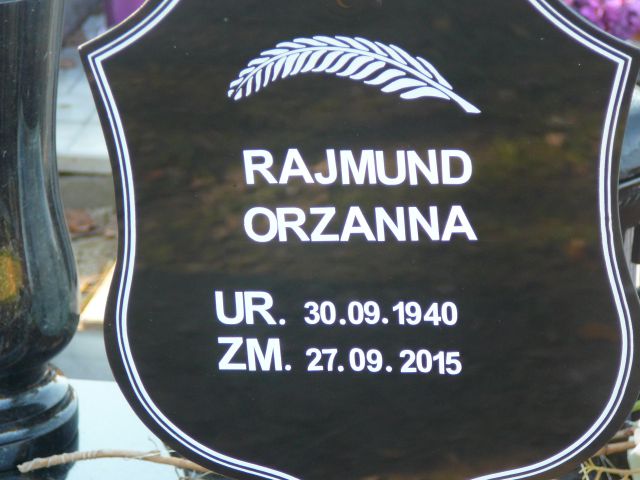 RAJMUND
ORZANNA
UR. 30.09.1940
ZM. 27.09.2015